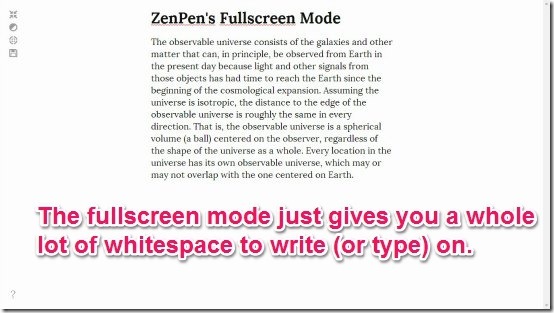 ZenPen's Fullscreen Mode
The observable universe consists of the galaxies and other
matter that can, in principle, be observed from Earth in
the present day because light and other signals from
those objects has had time to reach the Earth since the
beginning of the cosmological expansion. Assuming the
universe is isotropic, the distance to the edge of the
observable universe is roughly the same in every
direction. That is, the observable universe is a spherical
volume (a ball) centered on the observer, regardless of
the shape of the universe as a whole. Every location in the
universe has its own observable universe, which may or
may not overlap with the one centered on Earth.
The fullscreen mode just gives you a whole
lot of whitespace to write (or type) on.
?